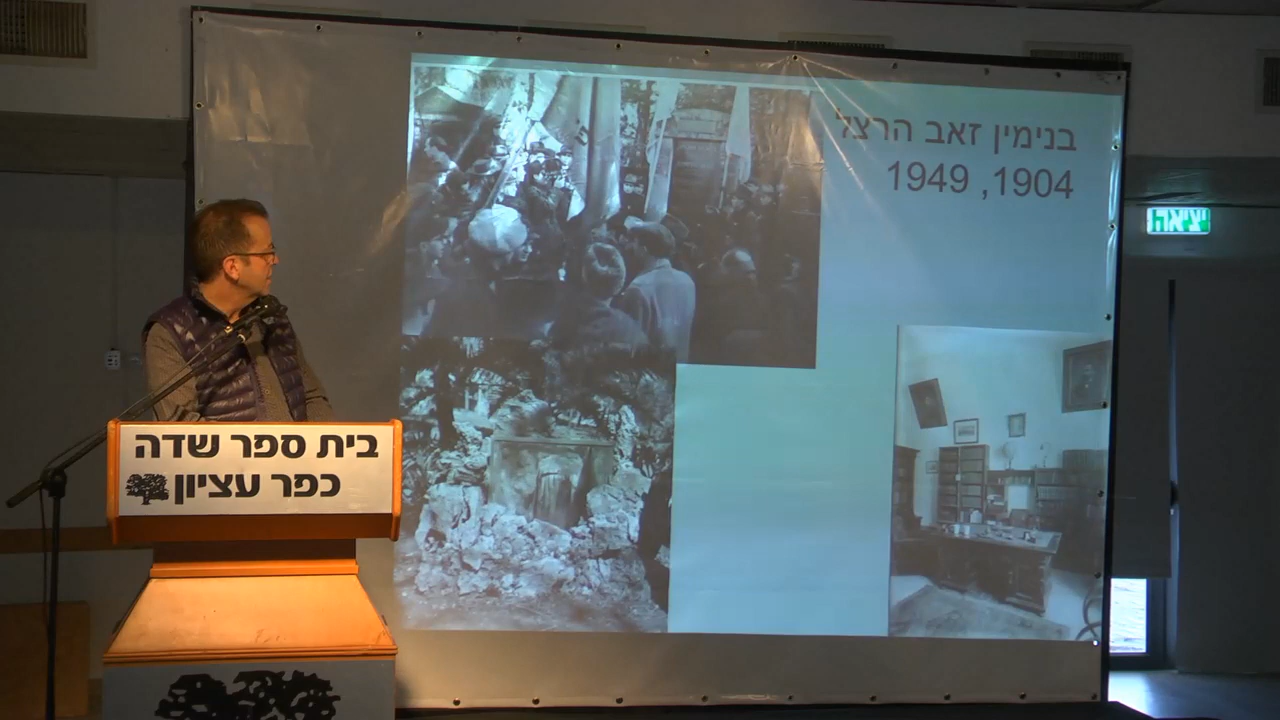 בנימין זאב הרצל
1904, 1949
יציאה
בית ספר שדה
כפר עציון